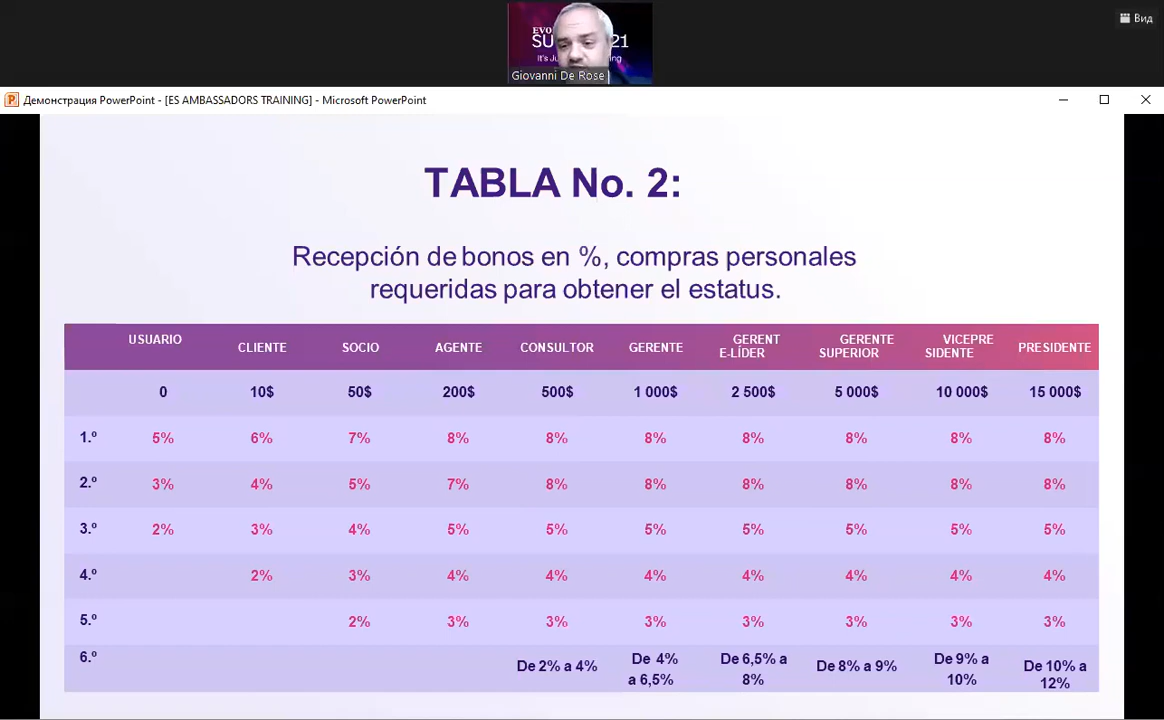 Вид
EVO
SU 21
It's Ju ing
Giovanni De Rose
Демонстрация PowerPoint - [ES AMBASSADORS TRAINING] - Microsoft PowerPoint
TABLA No. 2:
Recepción de bonos en %, compras personales
requeridas para obtener el estatus.
USUARIO CLIENTE SOCIO AGENTE CONSULTOR GERENTE GERENT E-LÍDER GERENTE SUPERIOR VICEPRE SIDENTE PRESIDENTE
0 10$ 50$ 200$ 500$ 1 000$ 2 500$ 5 000$ 10 000$ 15 000$
1.º 5% 6% 7% 8% 8% 8% 8% 8% 8% 8%
2.º 3% 4% 5% 7% 8% 8% 8% 8% 8% 8%
3.º 2% 3% 4% 5% 5% 5% 5% 5% 5% 5%
4.º 2% 3% 4% 4% 4% 4% 4% 4% 4%
5.º 2% 3% 3% 3% 3% 3% 3% 3%
6.º De 2% a 4% De 4% a 6,5% De 6,5% a 8% De 8% a 9% De 9% a 10% De 10% a 12%